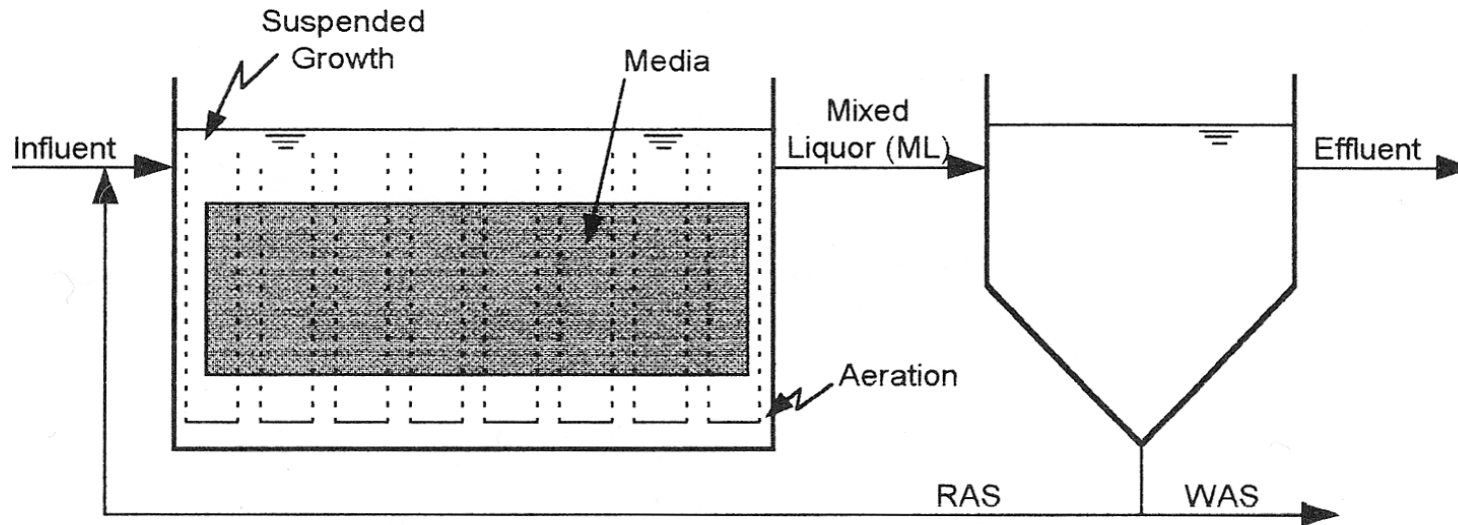 Suspended
Growth
Media
Influent
Mixed
Liquor (ML)
Effluent
Aeration
RAS
WAS